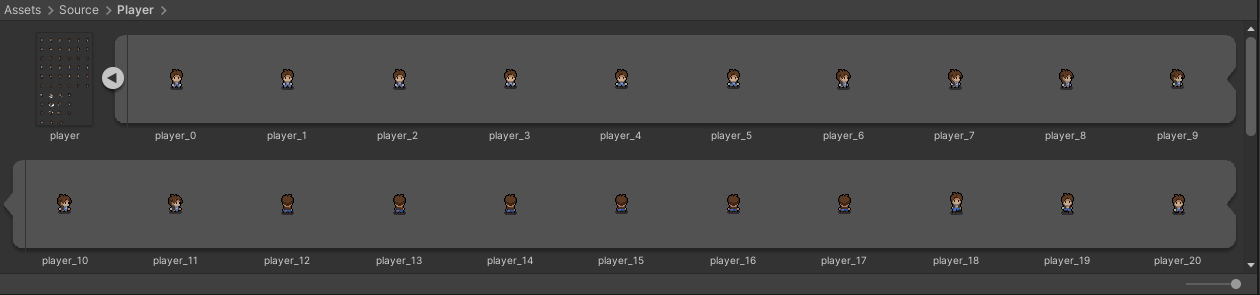 Assets > Source > Player >
player player_0 player_1 player_2 player_3 player_4 player_5 player_6 player_7 player_8 player_9
player_10 player_11 player_12 player_13 player_14 player_15 player_16 player_17 player_18 player_19 player_20